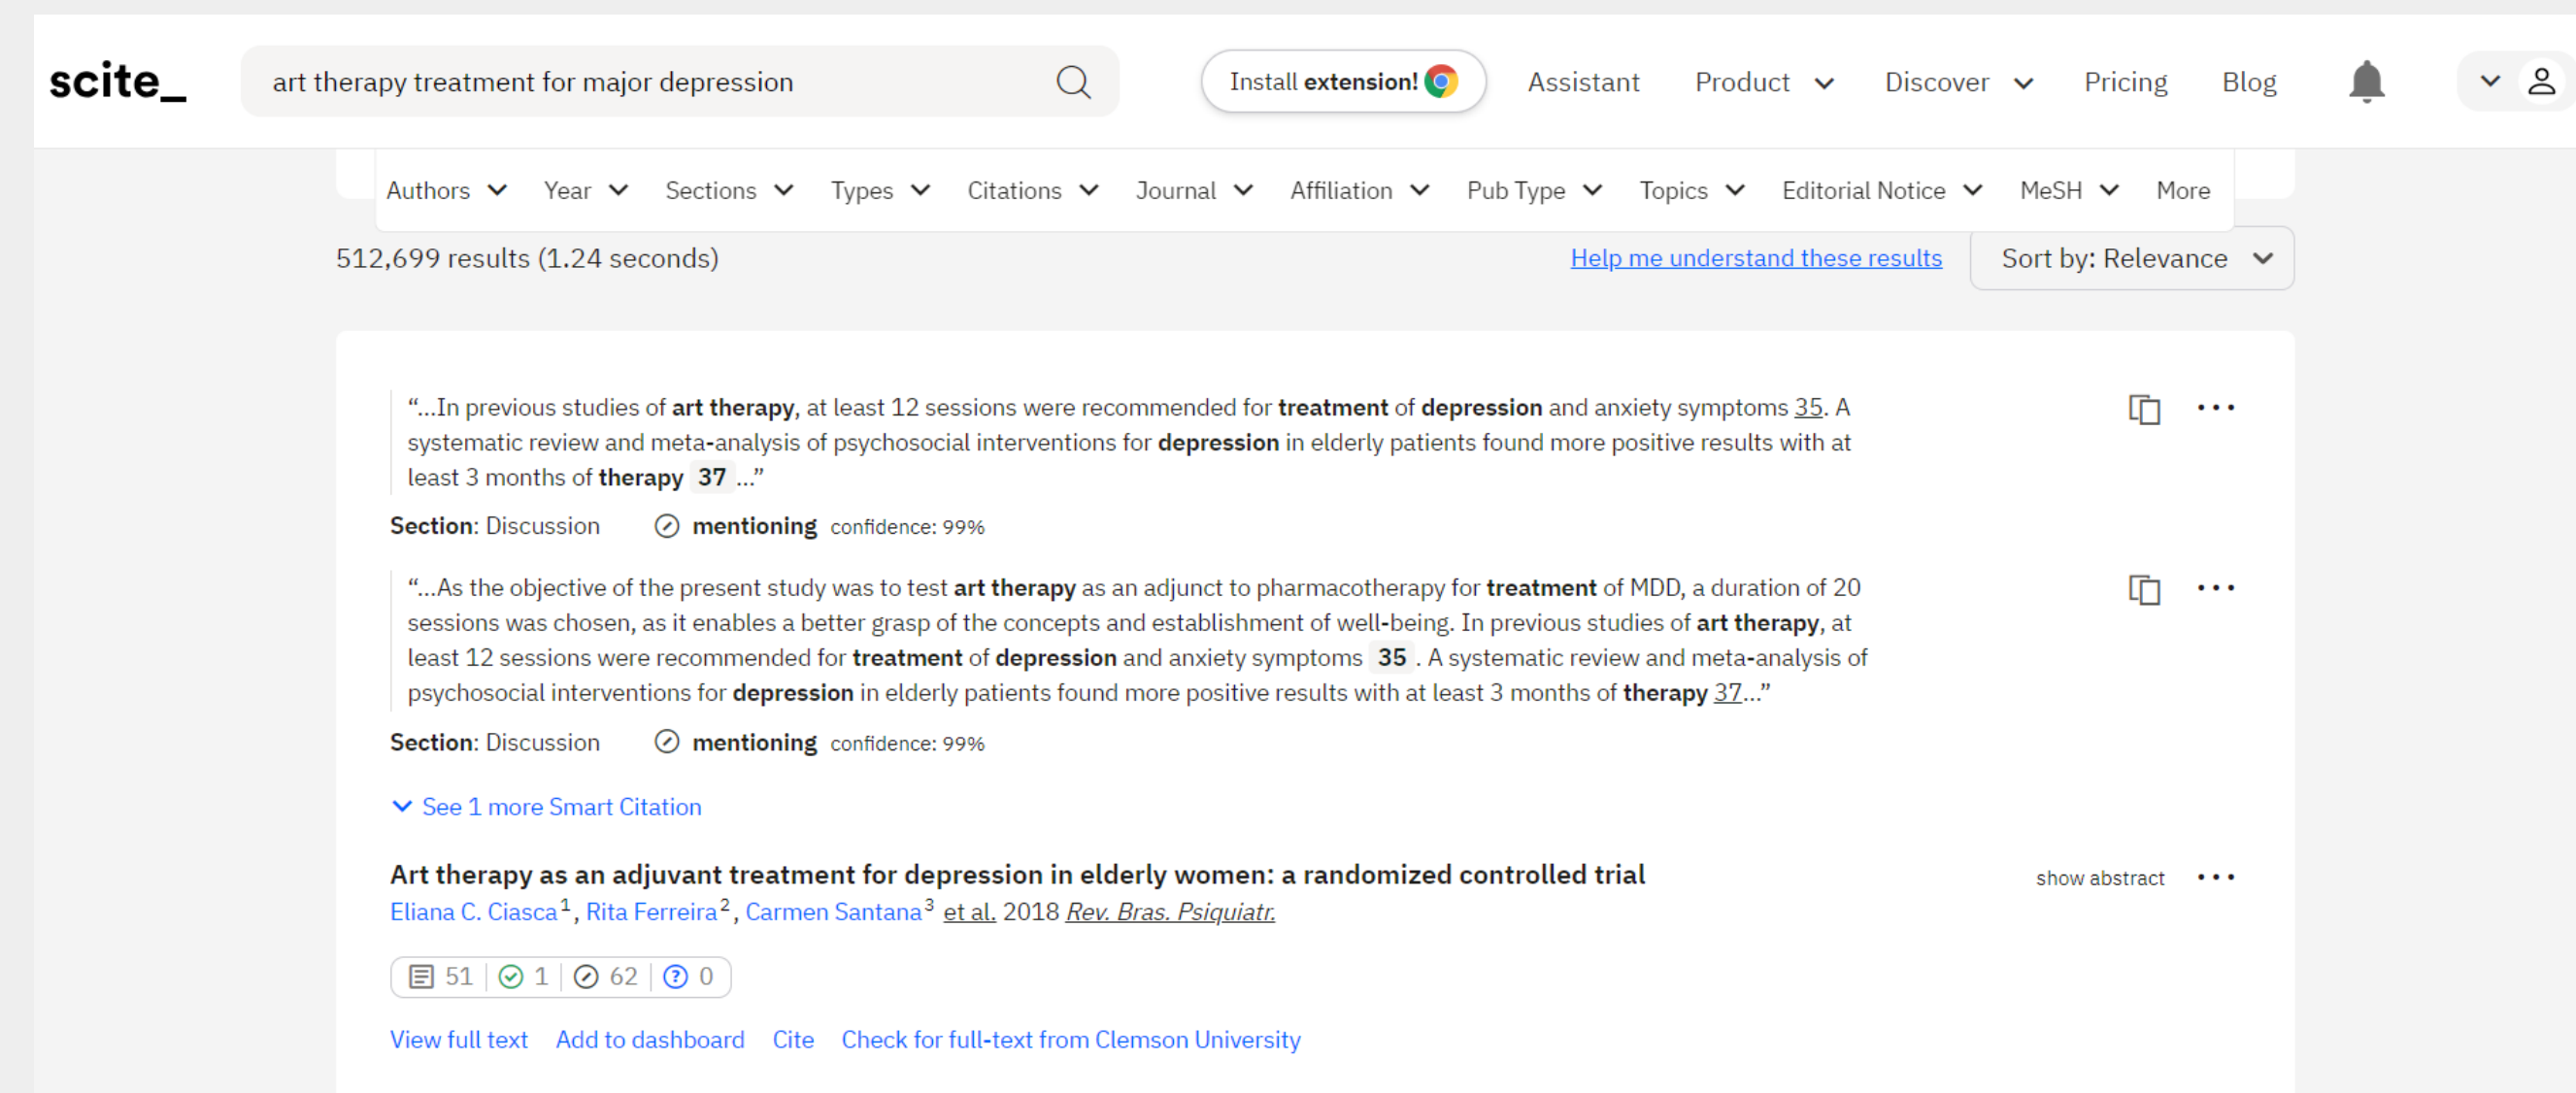 scite_
art therapy treatment for major depression
Install extension!
Assistant
Product
Discover
Pricing
Blog
Authors
Year
Sections
Types
Citations
Journal
Affiliation
Pub Type
Topics
Editorial Notice
MeSH
More
512,699 results (1.24 seconds)
Help me understand these results
Sort by: Relevance
“...In previous studies of art therapy, at least 12 sessions were recommended for treatment of depression and anxiety symptoms 35. A
systematic review and meta-analysis of psychosocial interventions for depression in elderly patients found more positive results with at
least 3 months of therapy 37 ...”
Section: Discussion
mentioning confidence: 99%
“...As the objective of the present study was to test art therapy as an adjunct to pharmacotherapy for treatment of MDD, a duration of 20
sessions was chosen, as it enables a better grasp of the concepts and establishment of well-being. In previous studies of art therapy, at
least 12 sessions were recommended for treatment of depression and anxiety symptoms 35 . A systematic review and meta-analysis of
psychosocial interventions for depression in elderly patients found more positive results with at least 3 months of therapy 37...”
Section: Discussion
mentioning confidence: 99%
See 1 more Smart Citation
Art therapy as an adjuvant treatment for depression in elderly women: a randomized controlled trial
show abstract
Eliana C. Ciasca1, Rita Ferreira2, Carmen Santana3 et al. 2018 Rev. Bras. Psiquiatr.
51 1 62 0
View full text
Add to dashboard
Cite
Check for full-text from Clemson University